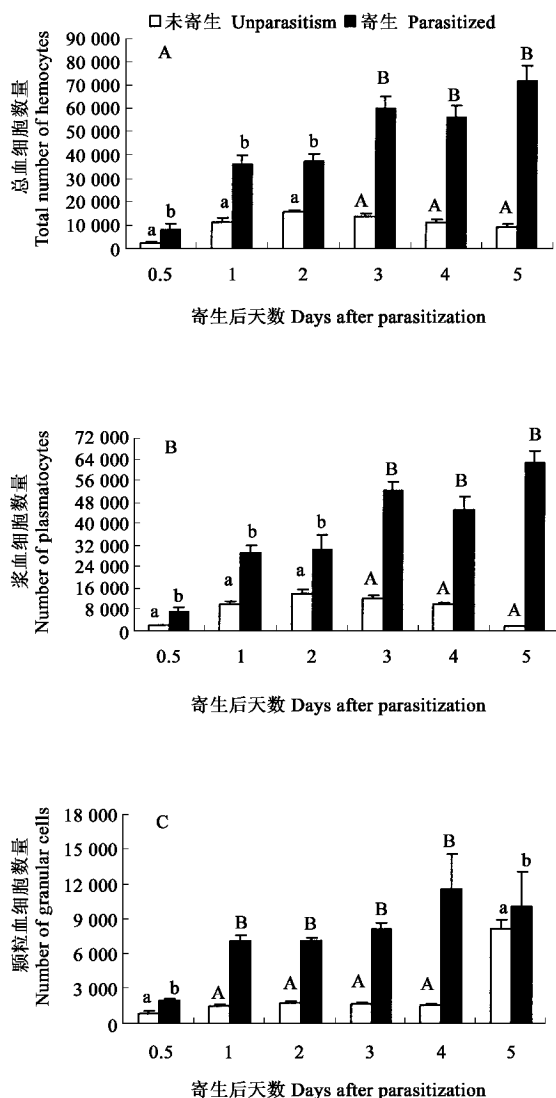 □未寄生 Unparasitism ■寄生 Parasitized
A
总血细胞数量
Total number of hemocytes
90 000
80 000
70 000
60 000
50 000
40 000
30 000
20 000
10 000
0
a b a b a b A B A B A B
0.5 1 2 3 4 5
寄生后天数 Days after parasitization
B
浆血细胞数量
Number of plasmatocytes
72 000
64 000
56 000
48 000
40 000
32 000
24 000
16 000
8 000
0
a b a b a b A B A B A B
0.5 1 2 3 4 5
寄生后天数 Days after parasitization
C
颗粒血细胞数量
Number of granular cells
18 000
15 000
12 000
9 000
6 000
3 000
0
a b A B A B A B A B a b
0.5 1 2 3 4 5
寄生后天数 Days after parasitization